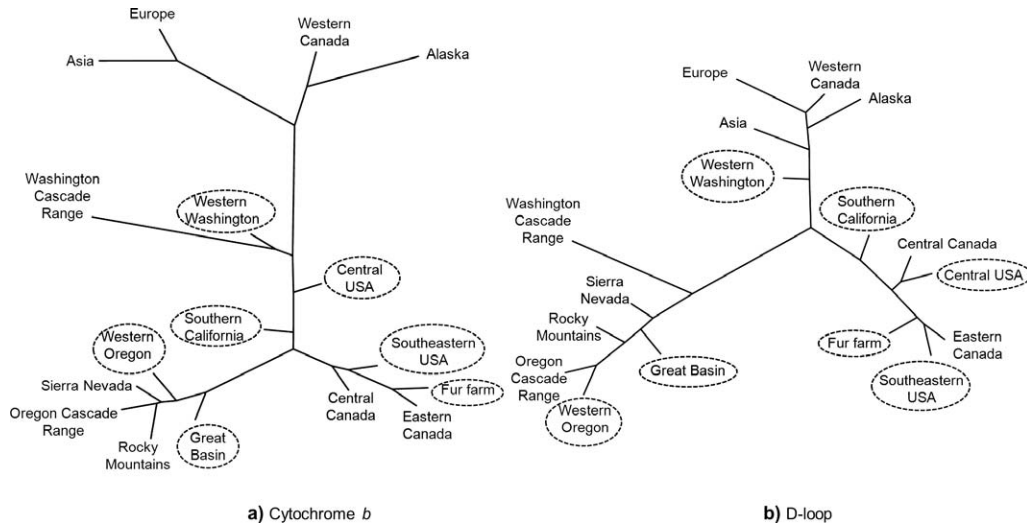 Europe
Asia
Western
Canada
Alaska
Washington
Cascade
Range
Western
Washington
Central
USA
Southern
California
Western
Oregon
Southeastern
USA
Sierra Nevada
Oregon Cascade
Range
Rocky
Mountains
Great
Basin
Central
Canada
Fur farm
Eastern
Canada
a) Cytochrome b
Europe
Western
Canada
Alaska
Asia
Western
Washington
Washington
Cascade
Range
Southern
California
Central Canada
Central USA
Sierra
Nevada
Rocky
Mountains
Oregon
Cascade
Range
Great Basin
Western
Oregon
Fur farm
Eastern
Canada
Southeastern
USA
b) D-loop